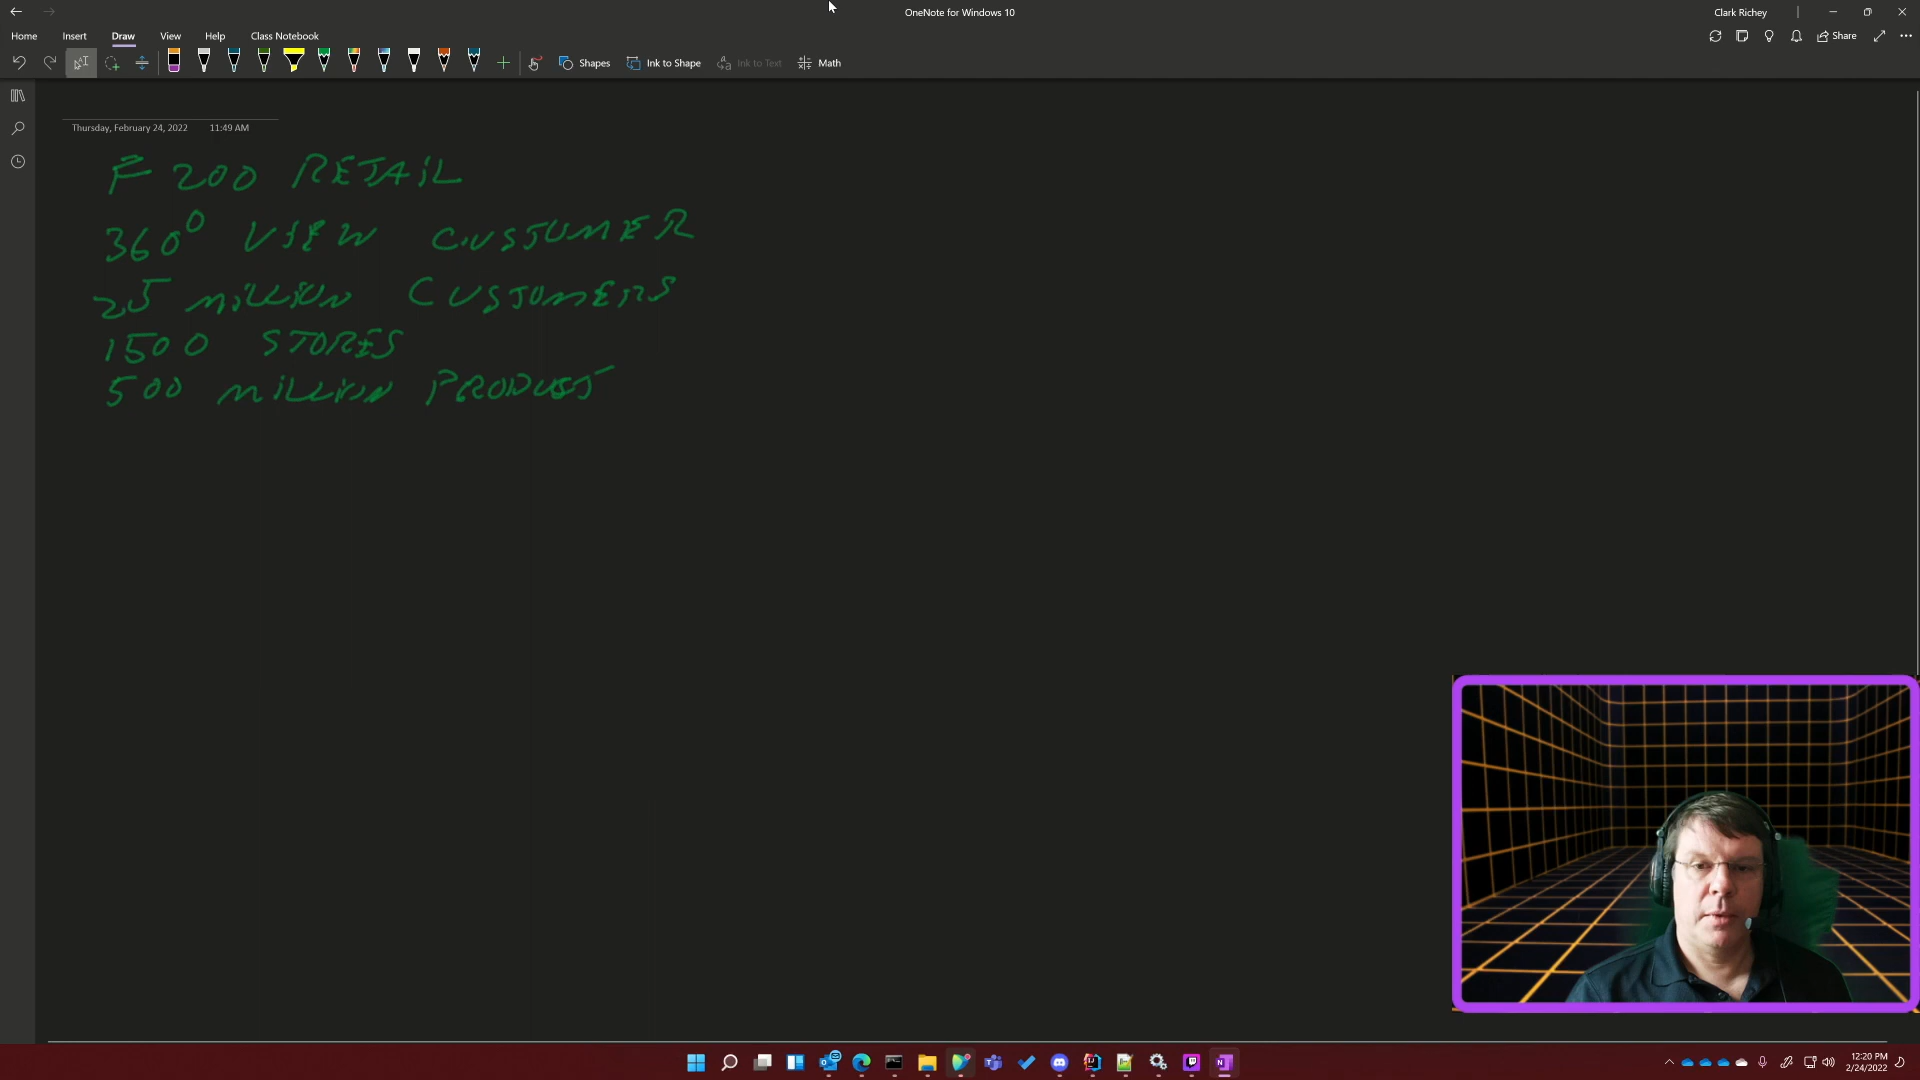 OneNote for Windows 10
Clark Richey
Home Insert Draw View Help Class Notebook
Share
Shapes Ink to Shape Ink to Text Math
Thursday, February 24, 2022 11:49 AM
F 200 RETAIL
360° VIEW CUSTOMER
25 MILLION CUSTOMERS
1500 STORES
500 MILLION PRODUCT
12:20 PM
2/24/2022